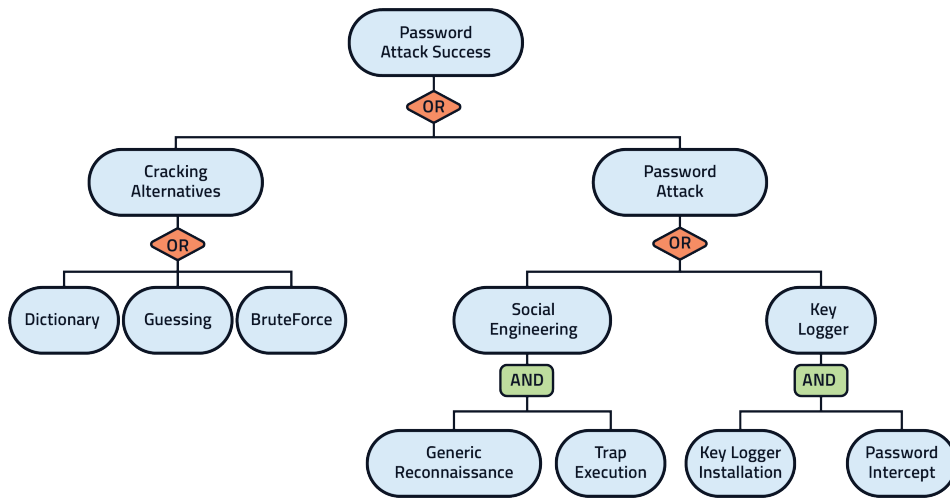 Password
Attack Success
OR
Cracking
Alternatives
Password
Attack
OR
OR
Dictionary
Guessing
BruteForce
Social
Engineering
Key
Logger
AND
AND
Generic
Reconnaissance
Trap
Execution
Key Logger
Installation
Password
Intercept